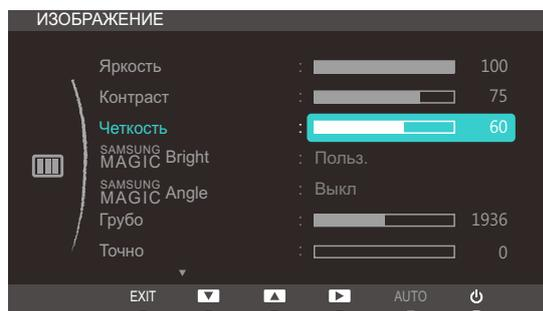 ИЗОБРАЖЕНИЕ
Яркость : 100
Контраст : 75
Четкость : 60
SAMSUNG MAGIC Bright : Польз.
SAMSUNG MAGIC Angle : Выкл
Грубо : 1936
Точно : 0
EXIT AUTO